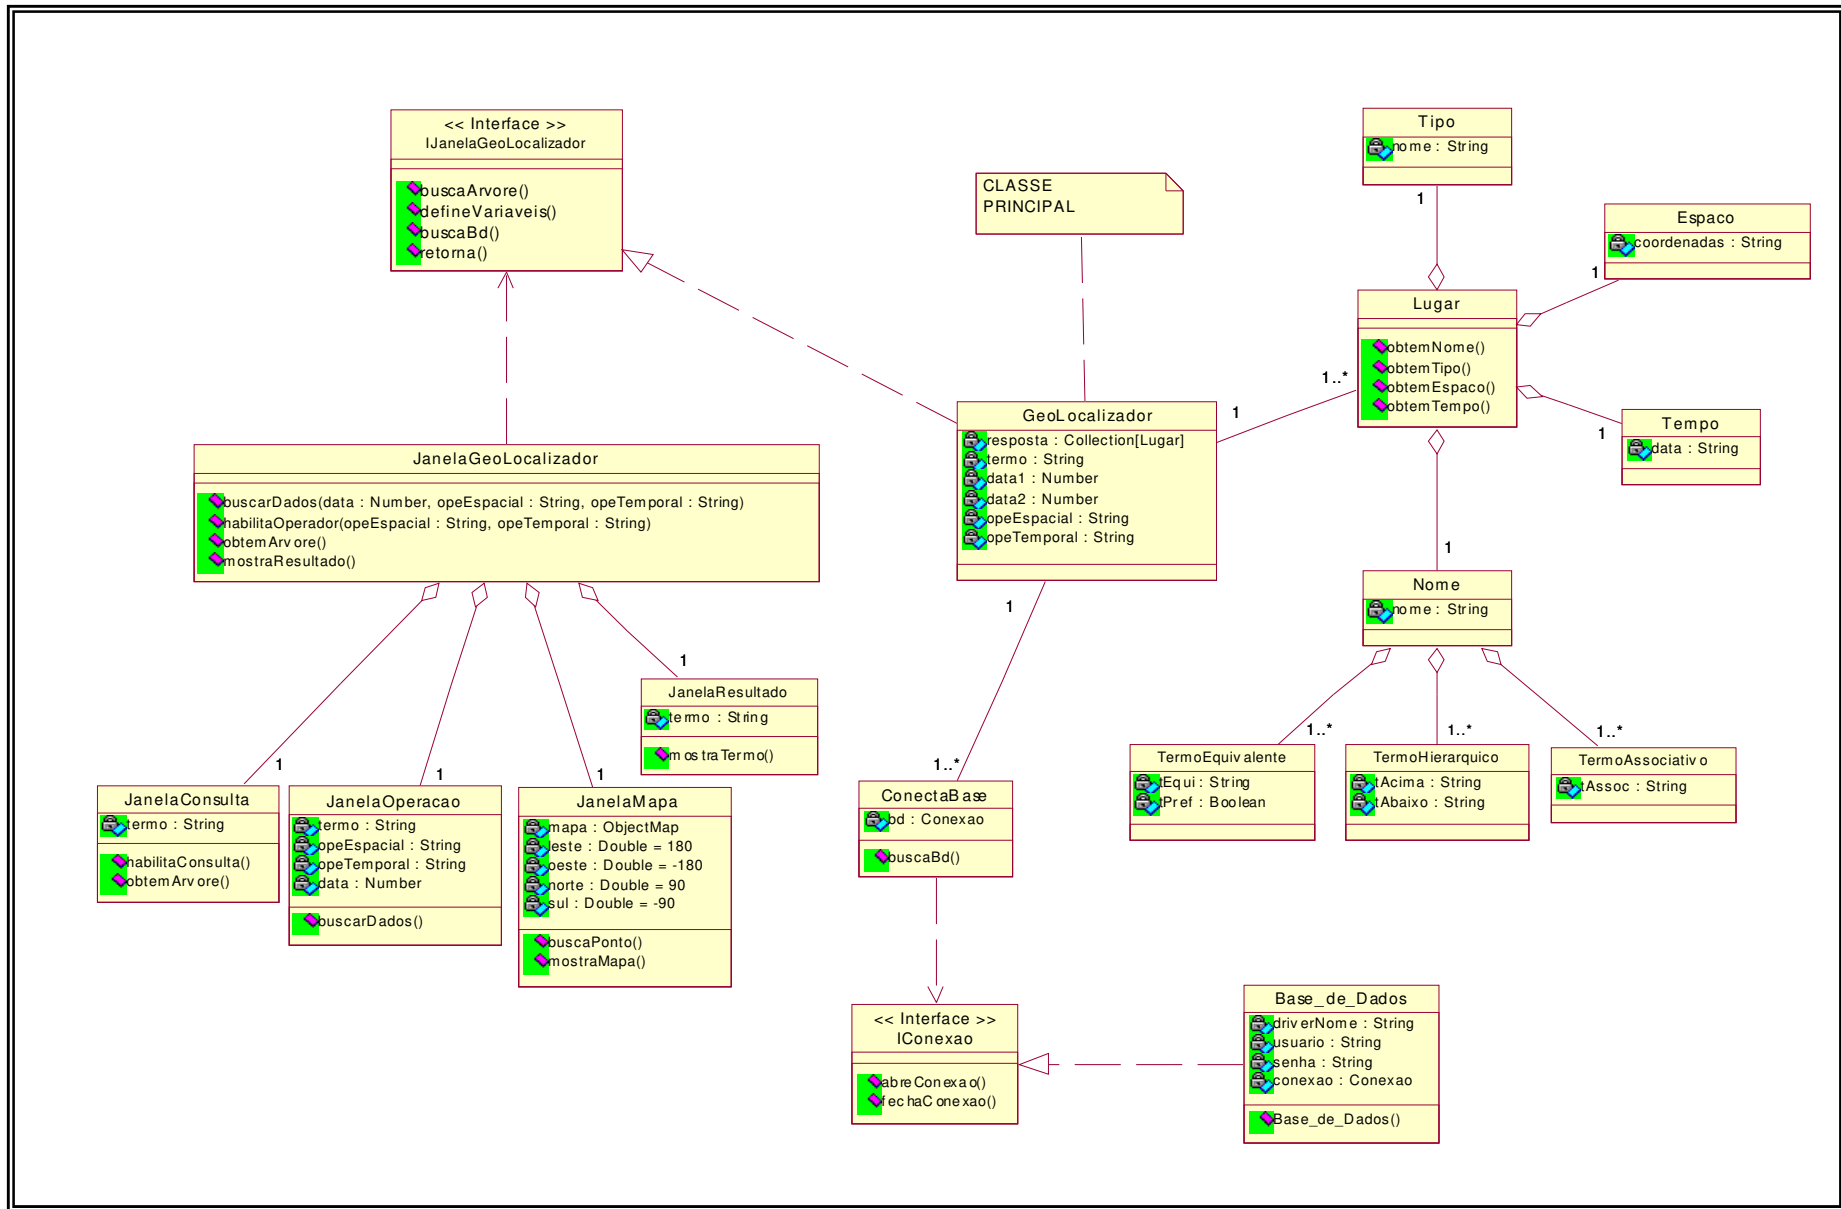 << Interface >>
IJanelaGeoLocalizador
buscaArvore()
defineVariaveis()
buscaBd()
retorna()
CLASSE
PRINCIPAL
Tipo
nome : String
1
Espaco
coordenadas : String
1
Lugar
obtemNome()
obtemTipo()
obtemEspaco()
obtemTempo()
1..*
1
Tempo
data : String
1
GeoLocalizador
resposta : Collection[Lugar]
termo : String
data1 : Number
data2 : Number
opeEspacial : String
opeTemporal : String
1
JanelaGeoLocalizador
buscarDados(data : Number, opeEspacial : String, opeTemporal : String)
habilitaOperador(opeEspacial : String, opeTemporal : String)
obtemArvore()
mostraResultado()
1
Nome
nome : String
1
JanelaResultado
termo : String
mostraTermo()
1..*
1..*
1..*
TermoEquivalente
tEqui : String
tPref : Boolean
TermoHierarquico
tAcima : String
tAbaixo : String
TermoAssociativo
tAssoc : String
1
1
1
1..*
JanelaConsulta
termo : String
habilitaConsulta()
obtemArvore()
JanelaOperacao
termo : String
opeEspacial : String
opeTemporal : String
data : Number
buscarDados()
JanelaMapa
mapa : ObjectMap
leste : Double = 180
oeste : Double = -180
norte : Double = 90
sul : Double = -90
buscaPonto()
mostraMapa()
ConectaBase
bd : Conexao
buscaBd()
<< Interface >>
IConexao
abreConexao()
fechaConexao()
Base_de_Dados
driverNome : String
usuario : String
senha : String
conexao : Conexao
Base_de_Dados()